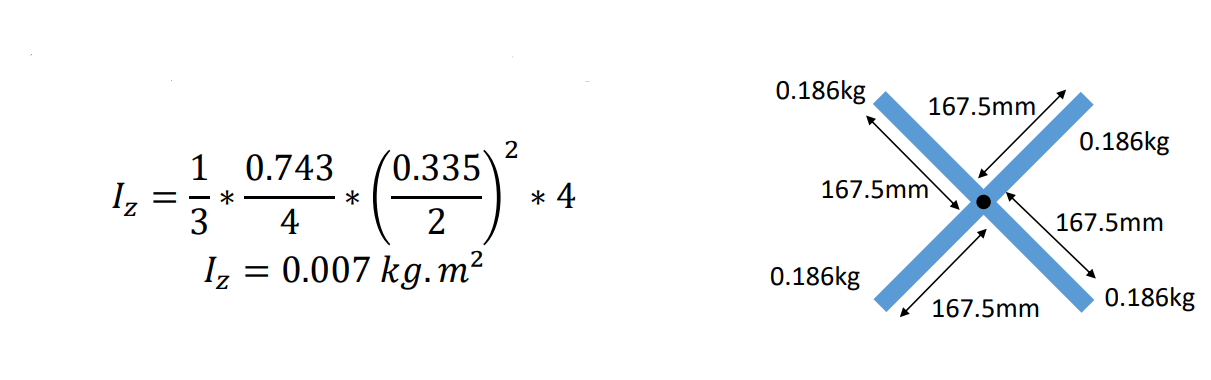 I_z = 1/3 * 0.743/4 * (0.335/2)^2 * 4
I_z = 0.007 kg.m^2
0.186kg
167.5mm
0.186kg
167.5mm
167.5mm
0.186kg
0.186kg
167.5mm